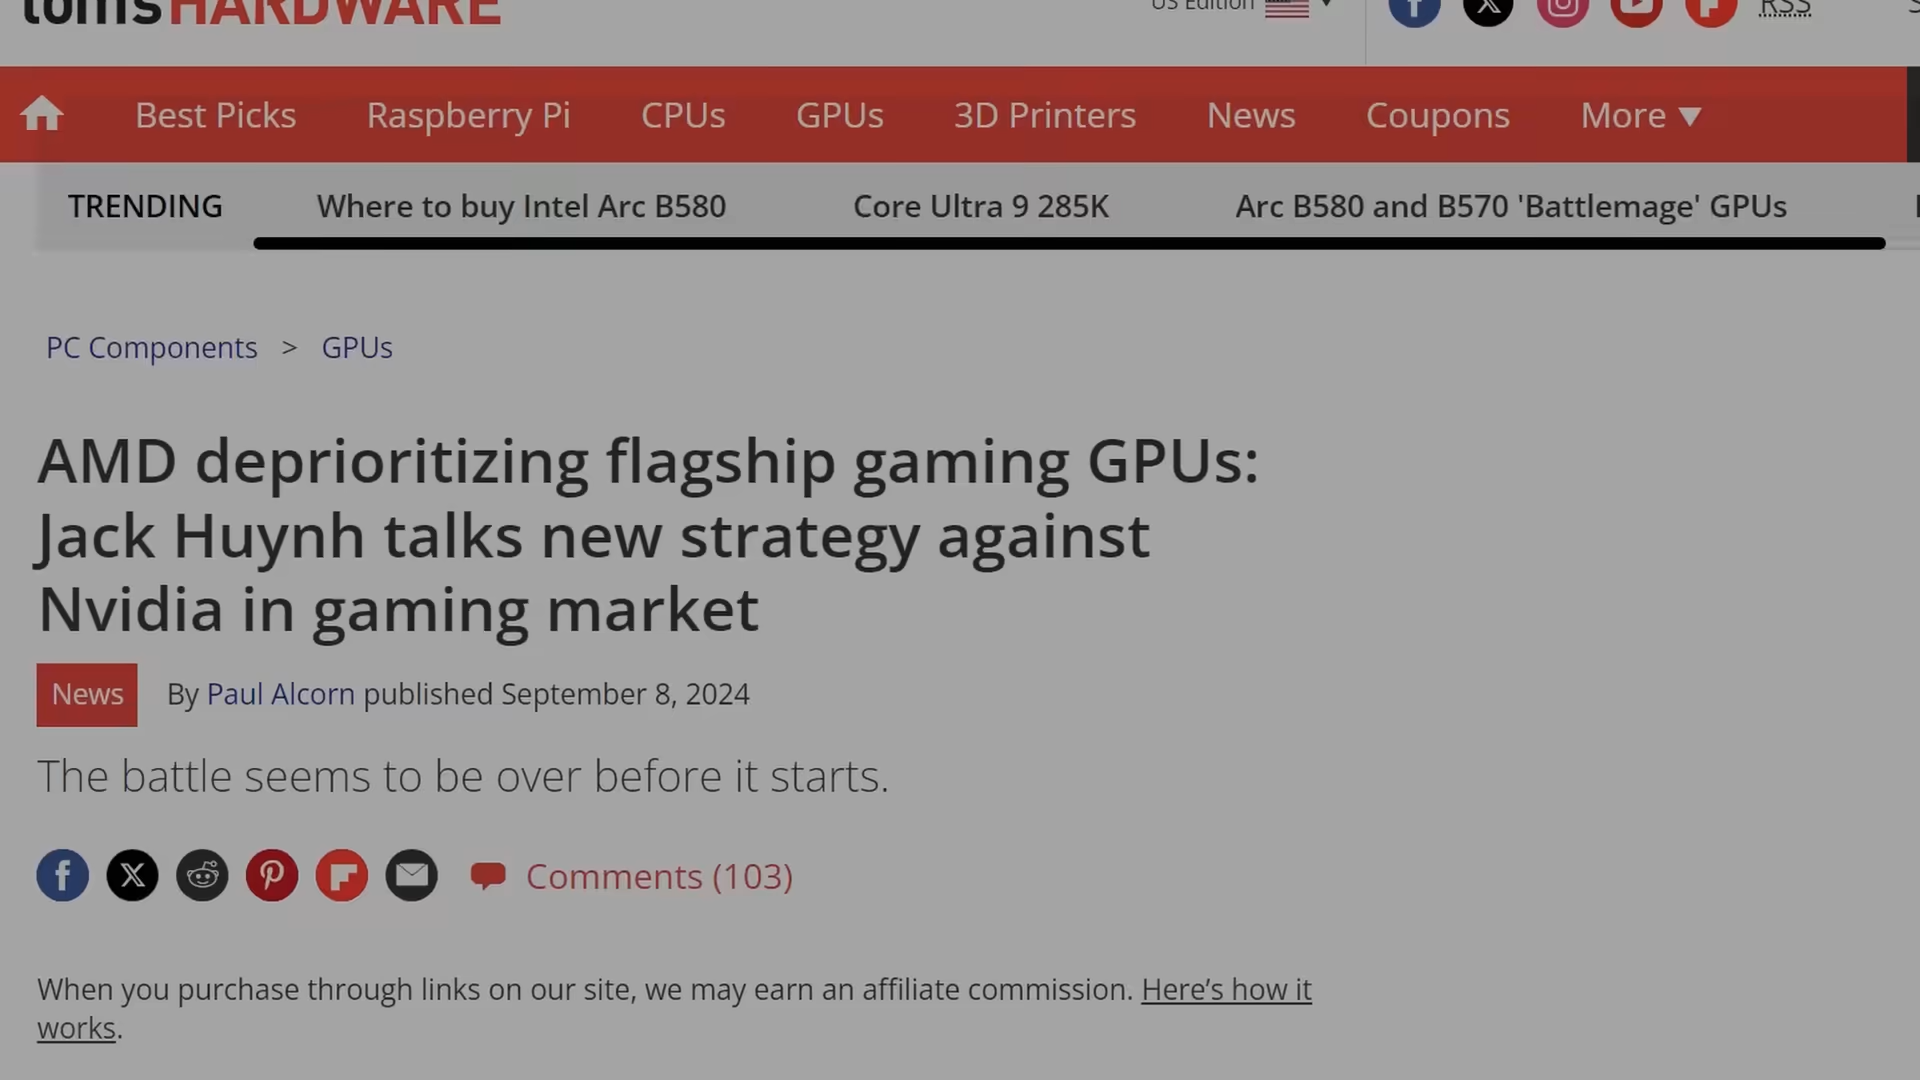 tom's HARDWARE
US Edition
RSS
Best Picks
Raspberry Pi
CPUs
GPUs
3D Printers
News
Coupons
More
TRENDING
Where to buy Intel Arc B580
Core Ultra 9 285K
Arc B580 and B570 'Battlemage' GPUs
PC Components > GPUs
AMD deprioritizing flagship gaming GPUs:
Jack Huynh talks new strategy against
Nvidia in gaming market
News
By Paul Alcorn published September 8, 2024
The battle seems to be over before it starts.
Comments (103)
When you purchase through links on our site, we may earn an affiliate commission. Here’s how it
works.